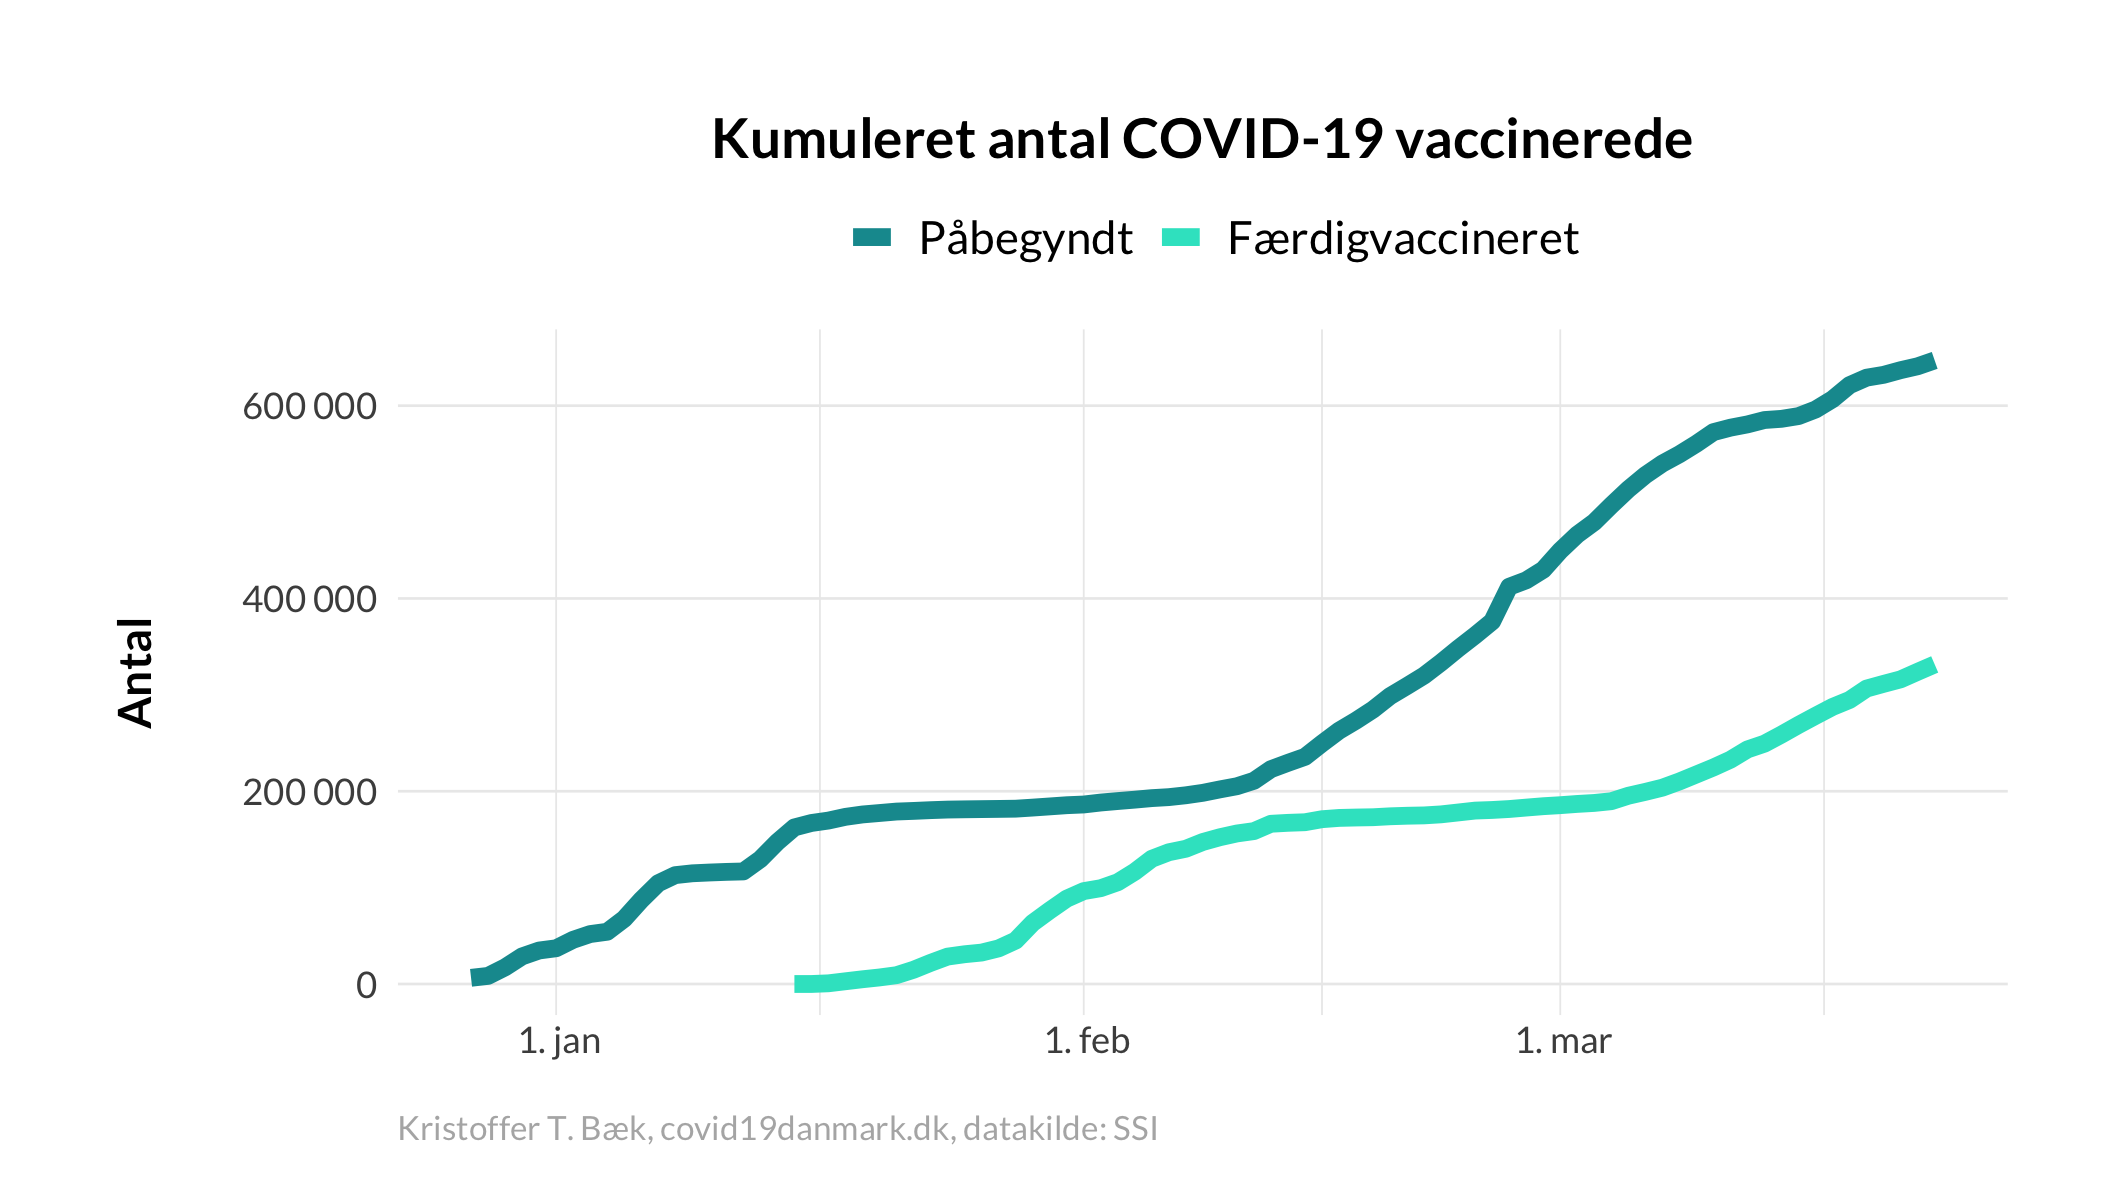 Kumuleret antal COVID-19 vaccinerede
Påbegyndt Færdigvaccineret
Antal
600 000
400 000
200 000
0
1. jan 1. feb 1. mar
Kristoffer T. Bæk, covid19danmark.dk, datakilde: SSI